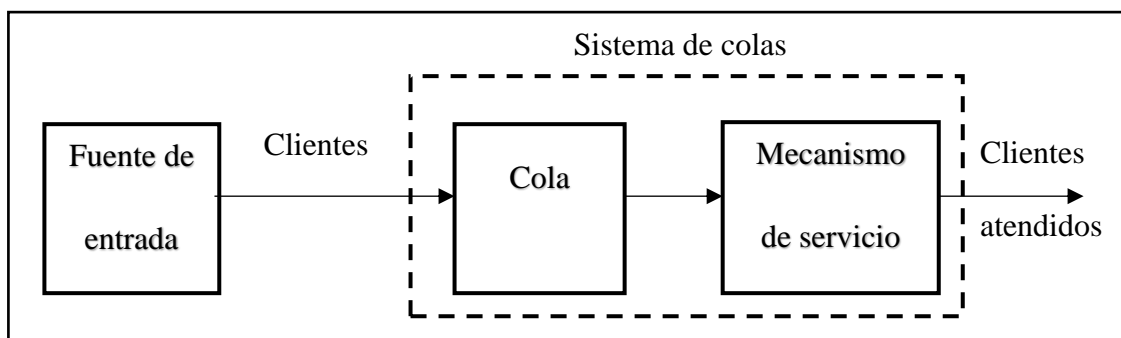 Sistema de colas
Fuente de
entrada
Clientes
Cola
Mecanismo
de servicio
Clientes
atendidos